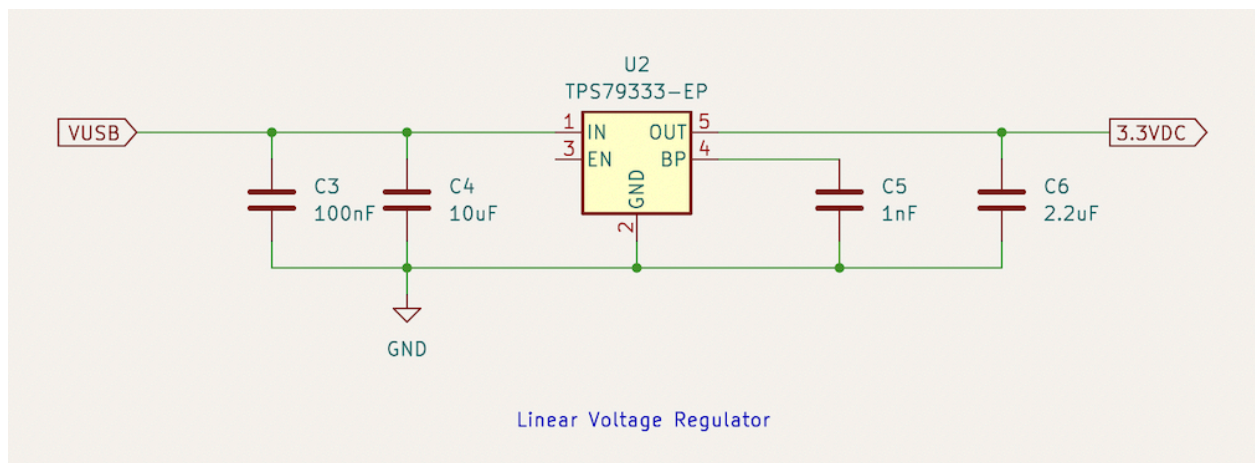 U2
TPS79333-EP
VUSB
1
IN
OUT
5
3.3VDC
3
EN
BP
4
GND
2
C3
100nF
C4
10uF
C5
1nF
C6
2.2uF
GND
Linear Voltage Regulator